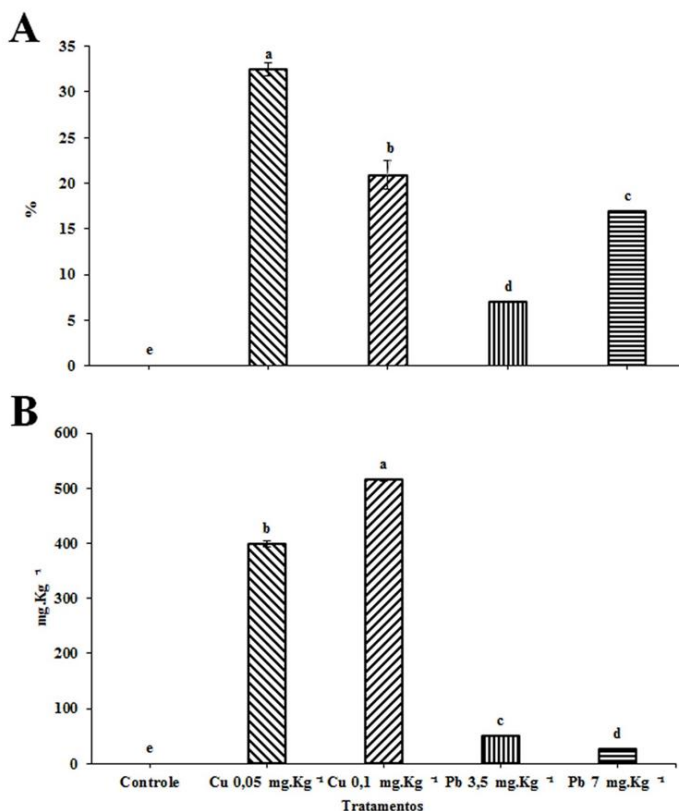 A
35
30
25
20
15
10
5
0
%
e
a
b
d
c
B
600
500
400
300
200
100
0
mg.Kg ⁻¹
e
b
a
c
d
Controle Cu 0,05 mg.Kg⁻¹ Cu 0,1 mg.Kg⁻¹ Pb 3,5 mg.Kg⁻¹ Pb 7 mg.Kg⁻¹
Tratamentos